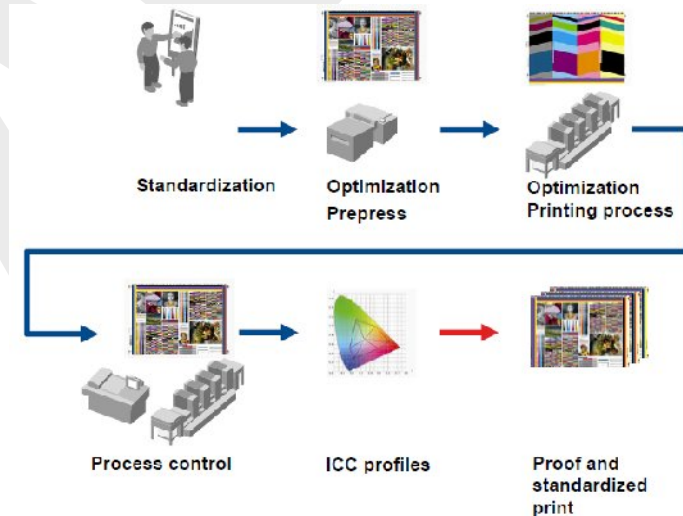 Standardization
Optimization
Prepress
Optimization
Printing process
Process control
ICC profiles
Proof and
standardized
print